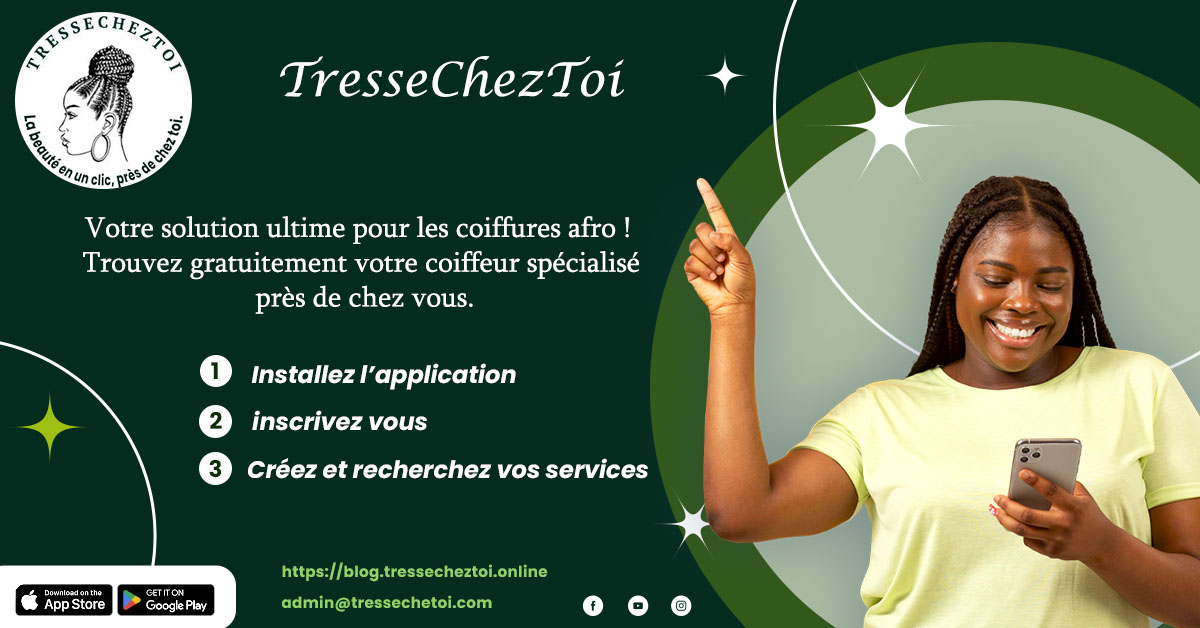 TRESSECHEZTOI
La beauté en un clic, près de chez toi.
TresseChezToi
Votre solution ultime pour les coiffures afro !
Trouvez gratuitement votre coiffeur spécialisé
près de chez vous.
1 Installez l’application
2 inscrivez vous
3 Créez et recherchez vos services
https://blog.tressecheztoi.online
admin@tressechetoi.com
Download on the
App Store
GET IT ON
Google Play